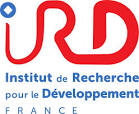 IRD
Institut de Recherche
pour le Développement
FRANCE